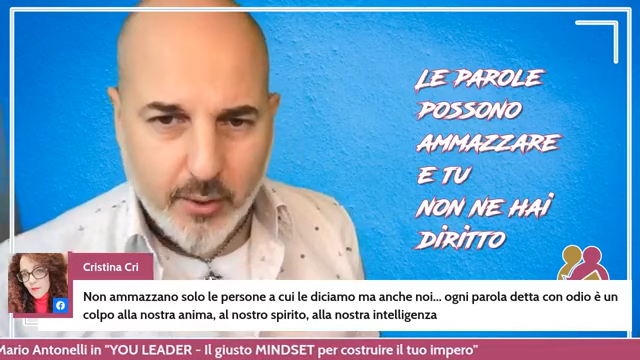 LE PAROLE
POSSONO
AMMAZZARE
E TU
NON NE HAI
DIRITTO
Cristina Cri
Non ammazzano solo le persone a cui le diciamo ma anche noi... ogni parola detta con odio è un
colpo alla nostra anima, al nostro spirito, alla nostra intelligenza
Mario Antonelli in "YOU LEADER - Il giusto MINDSET per costruire il tuo impero"